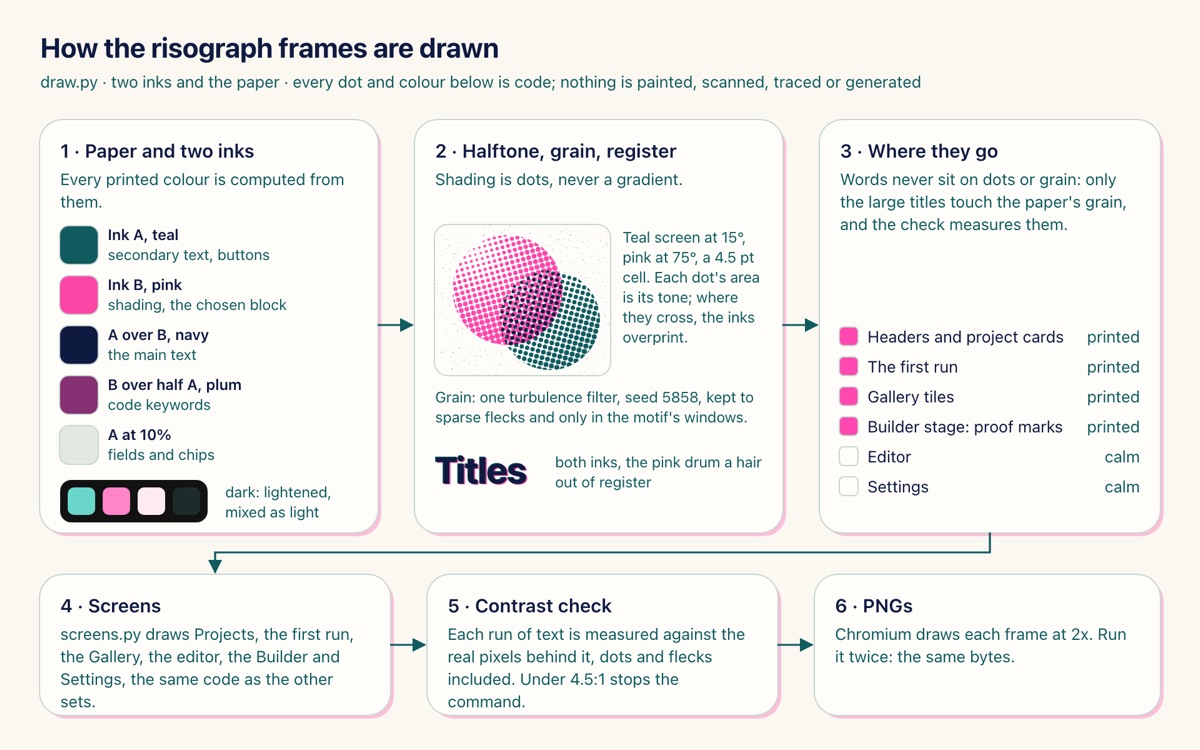 How the risograph frames are drawn
draw.py · two inks and the paper · every dot and colour below is code; nothing is painted, scanned, traced or generated
1 · Paper and two inks
Every printed colour is computed from
them.
Ink A, teal
secondary text, buttons
Ink B, pink
shading, the chosen block
A over B, navy
the main text
B over half A, plum
code keywords
A at 10%
fields and chips
dark: lightened,
mixed as light
2 · Halftone, grain, register
Shading is dots, never a gradient.
Teal screen at 15°,
pink at 75°, a 4.5 pt
cell. Each dot's area
is its tone; where
they cross, the inks
overprint.
Grain: one turbulence filter, seed 5858, kept to
sparse flecks and only in the motif's windows.
Titles
both inks, the pink drum a hair
out of register
3 · Where they go
Words never sit on dots or grain: only
the large titles touch the paper's grain,
and the check measures them.
Headers and project cards printed
The first run printed
Gallery tiles printed
Builder stage: proof marks printed
Editor calm
Settings calm
4 · Screens
screens.py draws Projects, the first run,
the Gallery, the editor, the Builder and
Settings, the same code as the other
sets.
5 · Contrast check
Each run of text is measured against the
real pixels behind it, dots and flecks
included. Under 4.5:1 stops the
command.
6 · PNGs
Chromium draws each frame at 2x. Run
it twice: the same bytes.